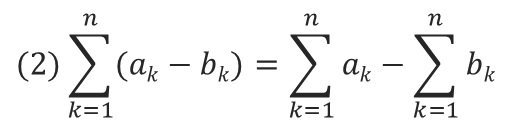 (2) \sum_{k=1}^{n} (a_k - b_k) = \sum_{k=1}^{n} a_k - \sum_{k=1}^{n} b_k